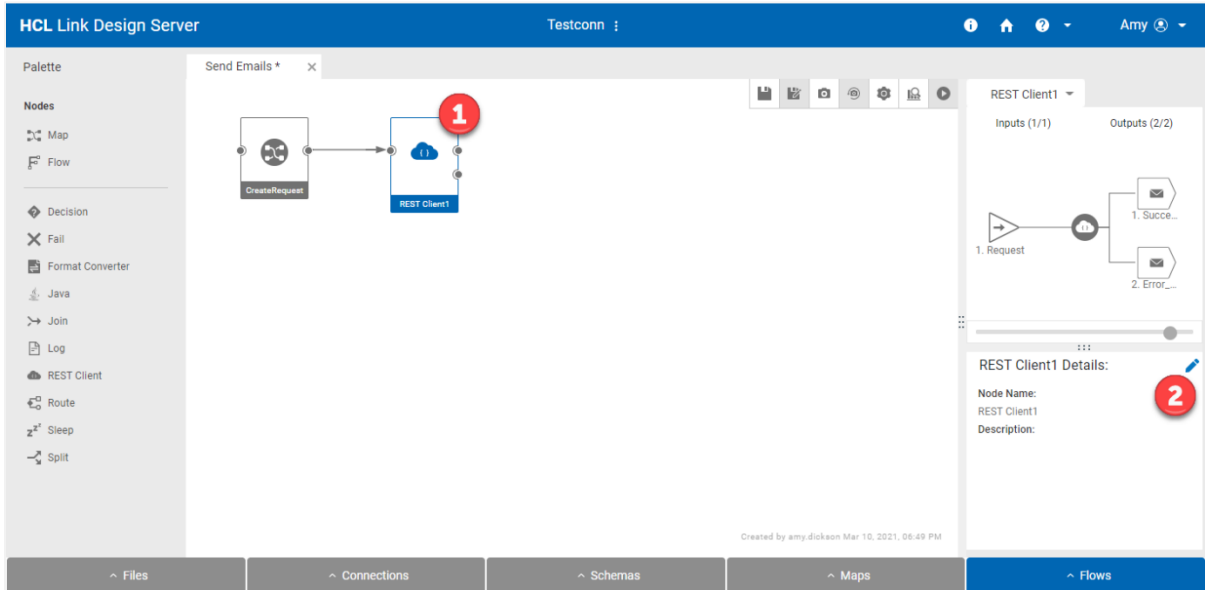 HCL Link Design Server
Testconn
Amy
Palette
Send Emails *
Nodes
Map
Flow
Decision
Fail
Format Converter
Java
Join
Log
REST Client
Route
Sleep
Split
1
CreateRequest
REST Client1
Created by amy.dickson Mar 10, 2021, 06:49 PM
REST Client1
Inputs (1/1) Outputs (2/2)
1. Request
1. Succe...
2. Error_...
REST Client1 Details:
2
Node Name:
REST Client1
Description:
Files Connections Schemas Maps Flows